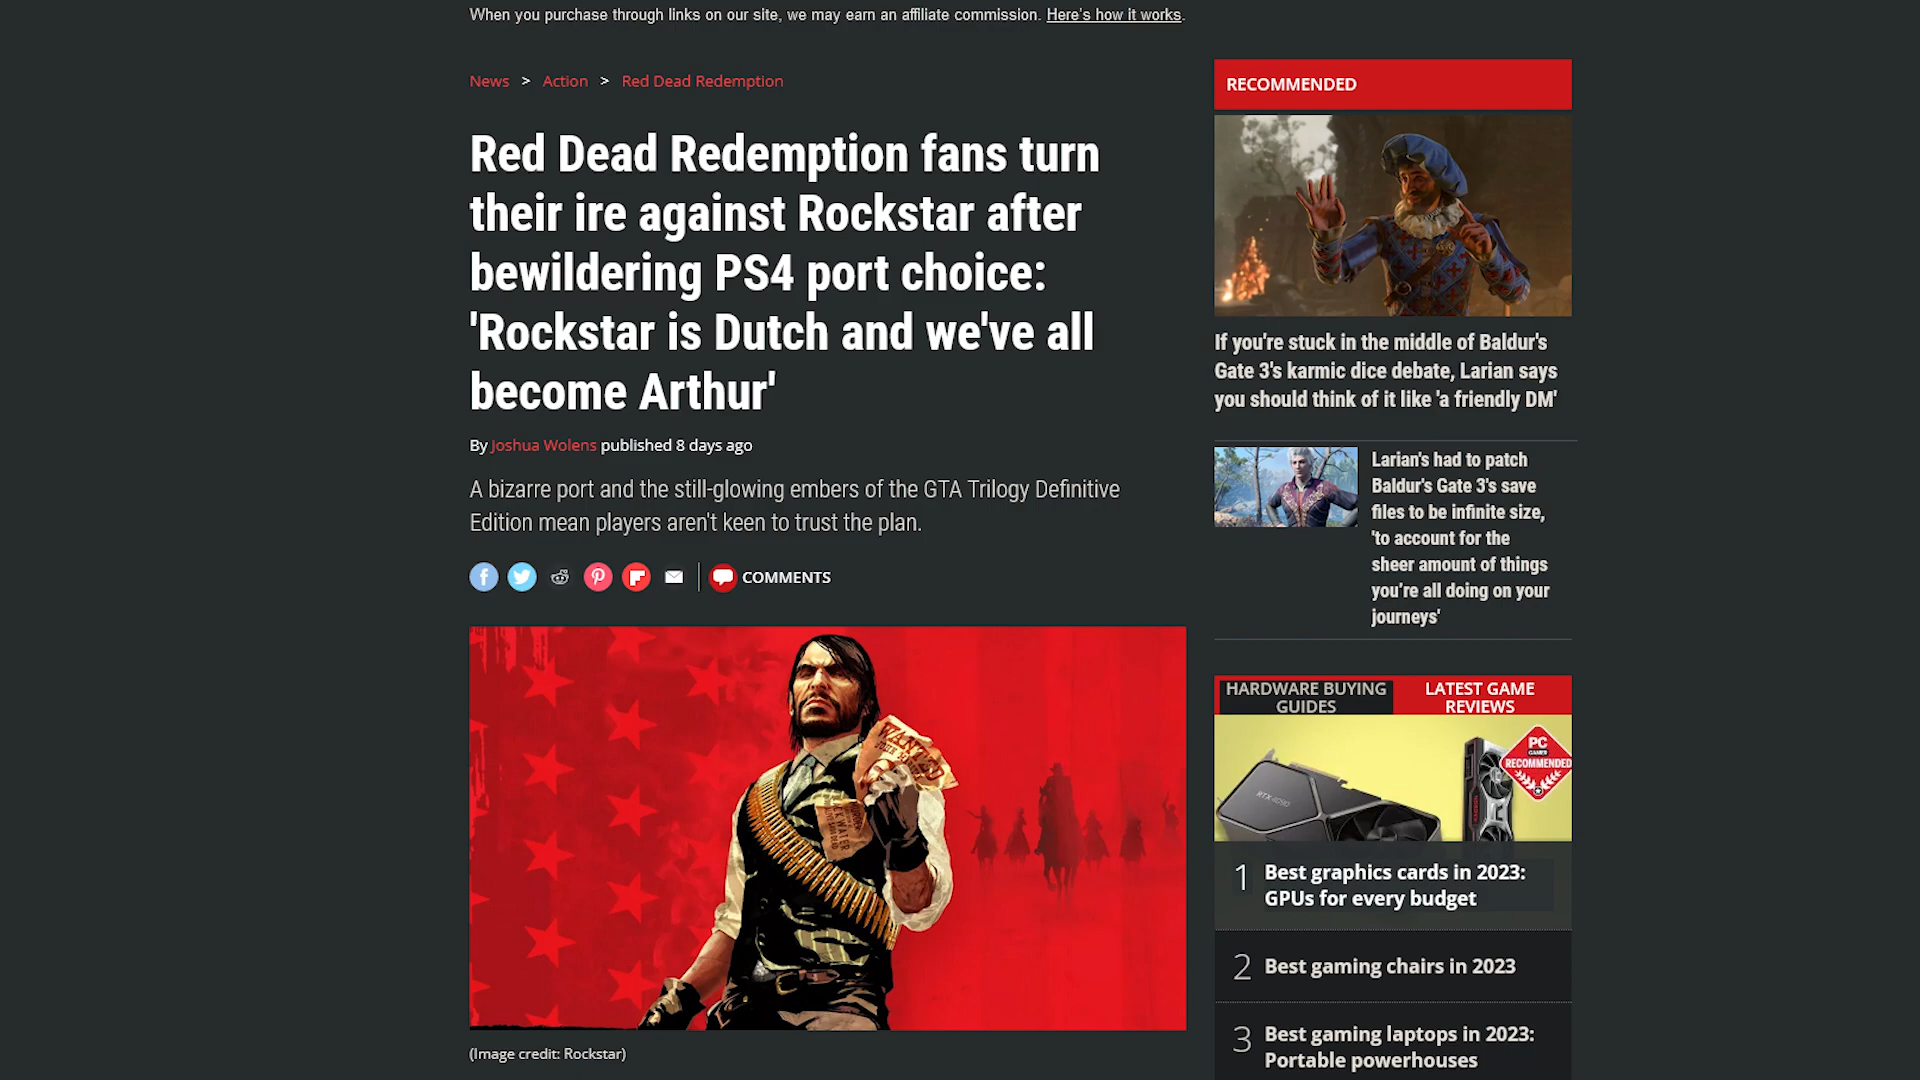 When you purchase through links on our site, we may earn an affiliate commission. Here's how it works.
News > Action > Red Dead Redemption
Red Dead Redemption fans turn
their ire against Rockstar after
bewildering PS4 port choice:
'Rockstar is Dutch and we've all
become Arthur'
By Joshua Wolens published 8 days ago
A bizarre port and the still-glowing embers of the GTA Trilogy Definitive
Edition mean players aren't keen to trust the plan.
COMMENTS
WANTED
(Image credit: Rockstar)
RECOMMENDED
If you're stuck in the middle of Baldur's
Gate 3's karmic dice debate, Larian says
you should think of it like 'a friendly DM'
Larian's had to patch
Baldur's Gate 3's save
files to be infinite size,
'to account for the
sheer amount of things
you're all doing on your
journeys'
HARDWARE BUYING
GUIDES
LATEST GAME
REVIEWS
PC
GAMER
RECOMMENDED
1 Best graphics cards in 2023:
GPUs for every budget
2 Best gaming chairs in 2023
3 Best gaming laptops in 2023:
Portable powerhouses